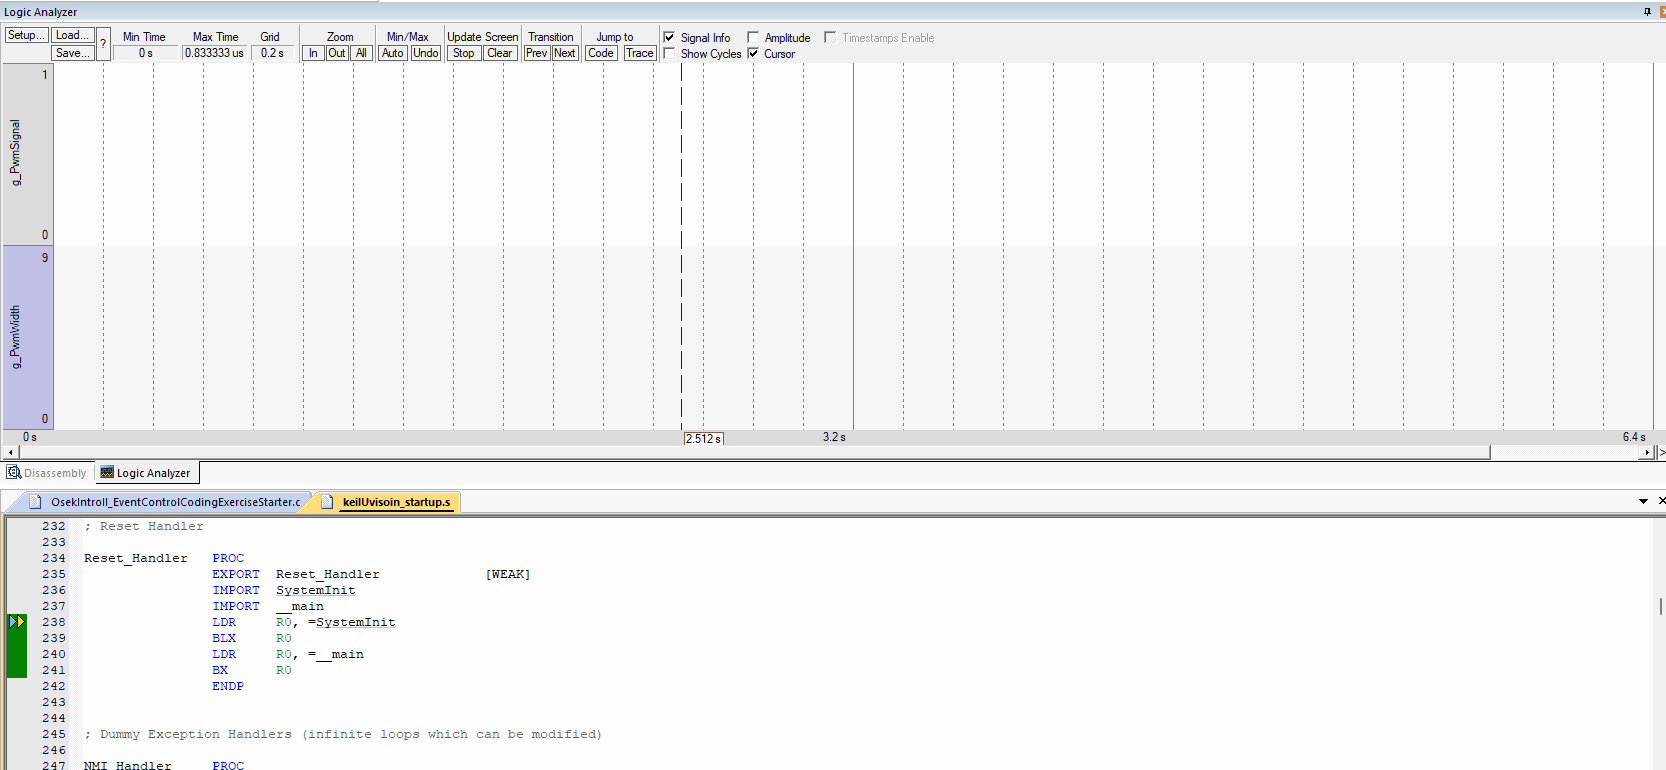 Logic Analyzer
Setup... Load... ? Min Time Max Time Grid Zoom Min/Max Update Screen Transition Jump to Signal Info Amplitude Timestamps Enable
Save... 0 s 0.833333 us 0.2 s In Out All Auto Undo Stop Clear Prev Next Code Trace Show Cycles Cursor
1
g_PwmSignal
0
9
g_PwmWidth
0
0 s 2.512 s 3.2 s 6.4 s
Disassembly Logic Analyzer
OsekIntroII_EventControlCodingExerciseStarter.c keilUvisoin_startup.s
232 ; Reset Handler
233
234 Reset_Handler PROC
235 EXPORT Reset_Handler [WEAK]
236 IMPORT SystemInit
237 IMPORT __main
238 LDR R0, =SystemInit
239 BLX R0
240 LDR R0, =__main
241 BX R0
242 ENDP
243
244
245 ; Dummy Exception Handlers (infinite loops which can be modified)
246
247 NMI_Handler PROC